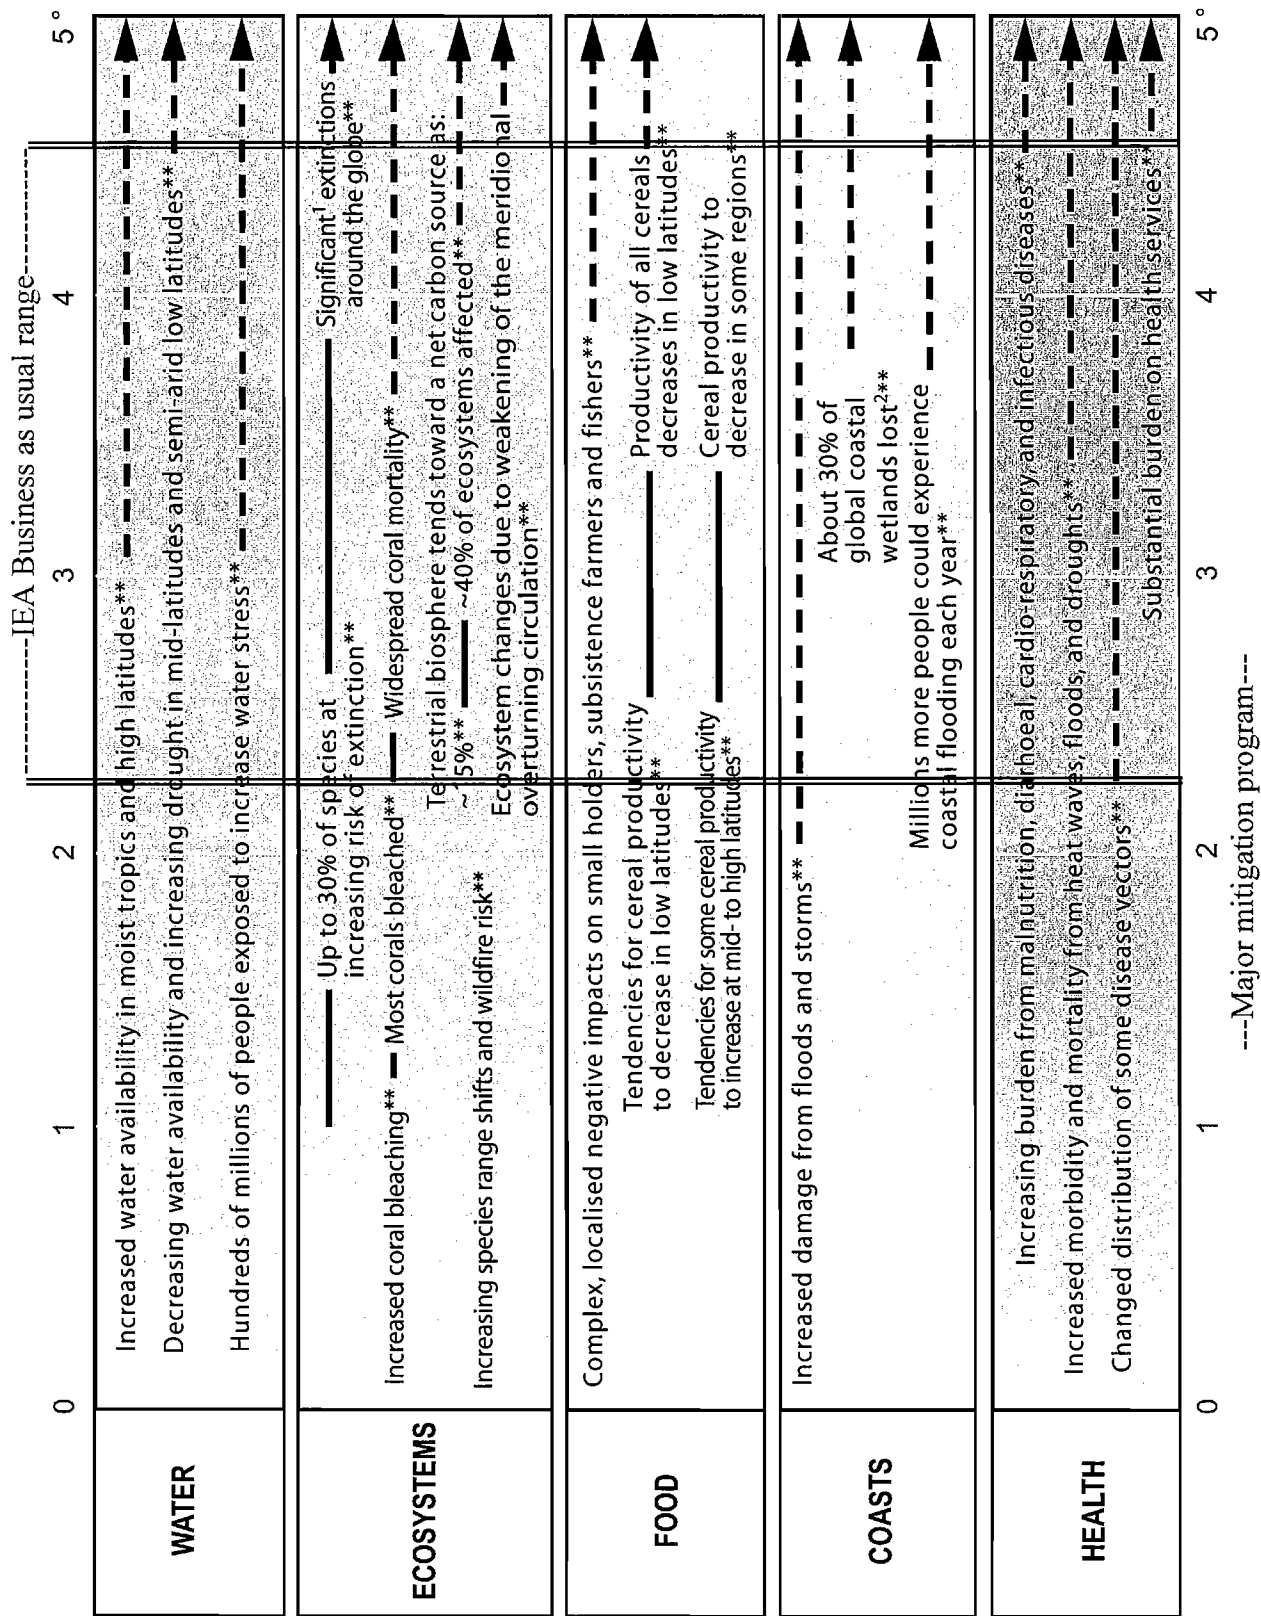 ----------IEA Business as usual range--------------
0 1 2 3 4 5°
WATER
Increased water availability in moist tropics and high latitudes**
Decreasing water availability and increasing drought in mid-latitudes and semi-arid low latitudes**
Hundreds of millions of people exposed to increase water stress**
ECOSYSTEMS
Up to 30% of species at
increasing risk of extinction**
Significant¹ extinctions
around the globe**
Increased coral bleaching** Most corals bleached** Widespread coral mortality**
Terrestrial biosphere tends toward a net carbon source as:
~15%** ~40% of ecosystems affected**
Increasing species range shifts and wildfire risk**
Ecosystem changes due to weakening of the meridional
overturning circulation**
FOOD
Complex, localised negative impacts on small holders, subsistence farmers and fishers**
Tendencies for cereal productivity
to decrease in low latitudes**
Productivity of all cereals
decreases in low latitudes**
Tendencies for some cereal productivity
to increase at mid- to high latitudes**
Cereal productivity to
decrease in some regions**
COASTS
Increased damage from floods and storms**
About 30% of
global coastal
wetlands lost²**
Millions more people could experience
coastal flooding each year**
HEALTH
Increasing burden from malnutrition, diarrhoeal, cardio-respiratory, and infectious diseases**
Increased morbidity and mortality from heat waves, floods, and droughts**
Changed distribution of some disease vectors**
Substantial burden on health services**
0 1 2 3 4 5°
---Major mitigation program---